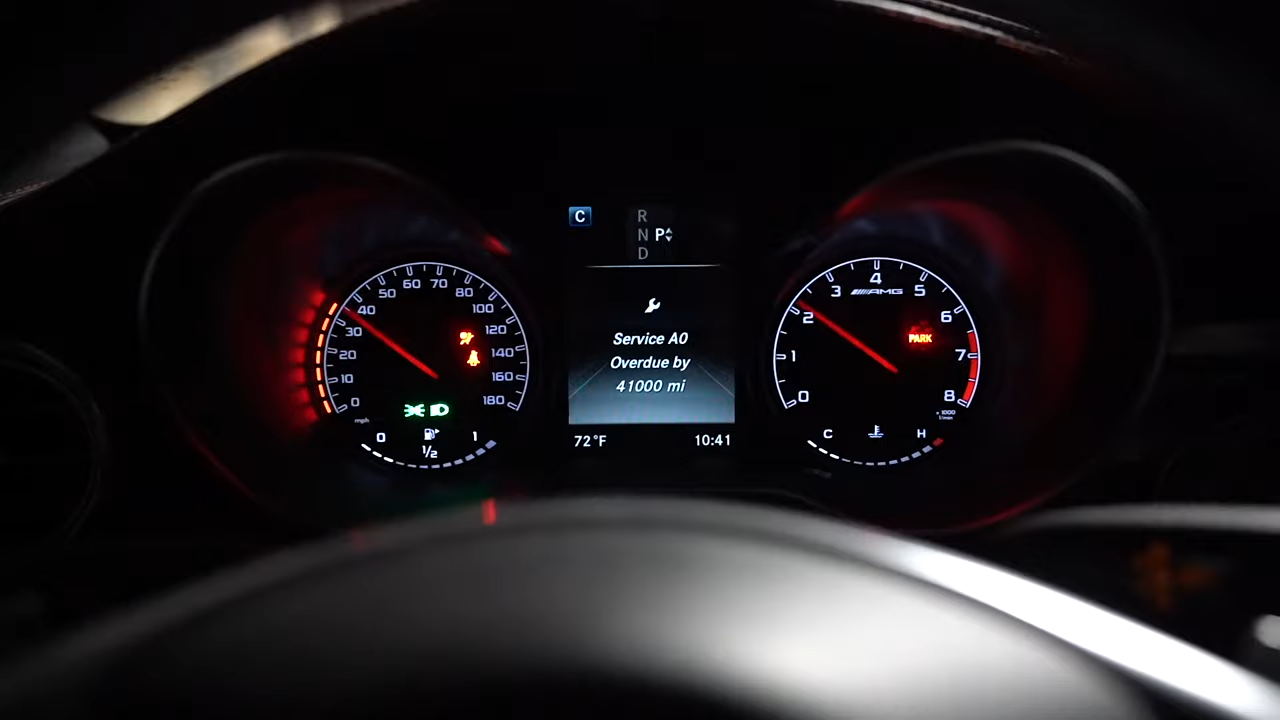 C
R
N P
D
Service A0
Overdue by
41000 mi
72°F 10:41
0
10
20
30
40
50
60
70
80
100
120
140
160
180
mph
0 1
1/2
0
1
2
3
4
5
6
7
8
AMG
PARK
x 1000
1/min
C H